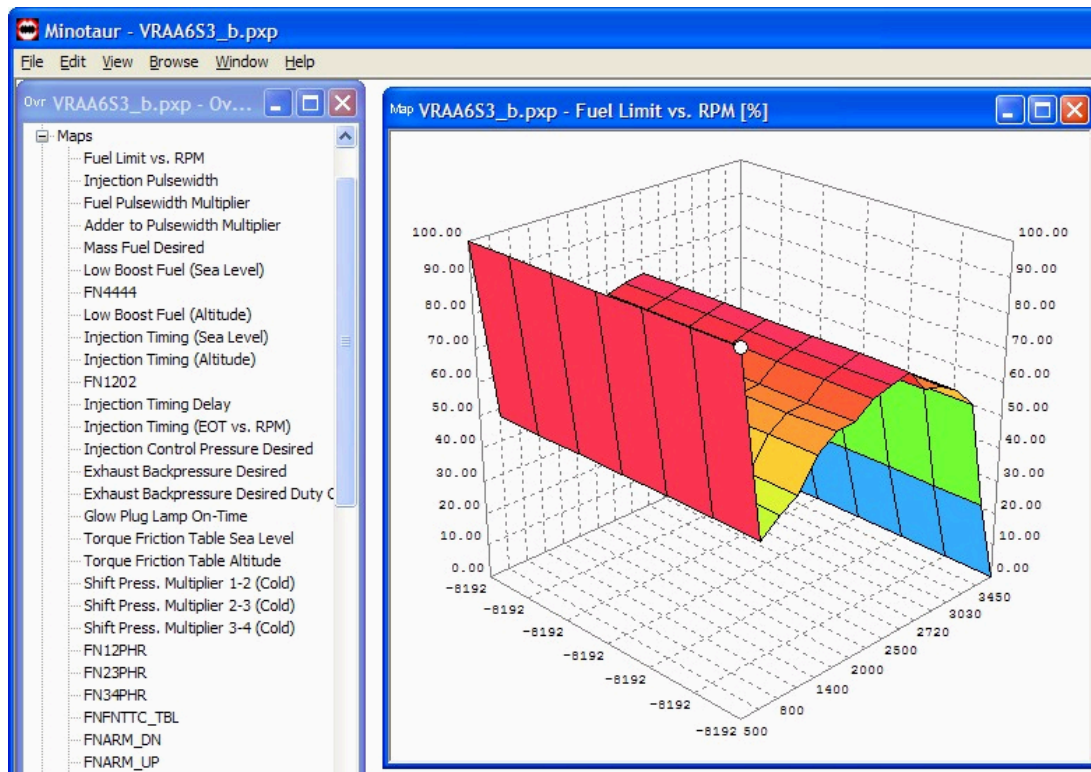 Minotaur - VRAA6S3_b.pxp
File Edit View Browse Window Help
Ovr VRAA6S3_b.pxp - Ov...
Maps
Fuel Limit vs. RPM
Injection Pulsewidth
Fuel Pulsewidth Multiplier
Adder to Pulsewidth Multiplier
Mass Fuel Desired
Low Boost Fuel (Sea Level)
FN4444
Low Boost Fuel (Altitude)
Injection Timing (Sea Level)
Injection Timing (Altitude)
FN1202
Injection Timing Delay
Injection Timing (EOT vs. RPM)
Injection Control Pressure Desired
Exhaust Backpressure Desired
Exhaust Backpressure Desired Duty C
Glow Plug Lamp On-Time
Torque Friction Table Sea Level
Torque Friction Table Altitude
Shift Press. Multiplier 1-2 (Cold)
Shift Press. Multiplier 2-3 (Cold)
Shift Press. Multiplier 3-4 (Cold)
FN12PHR
FN23PHR
FN34PHR
FNFNTTC_TBL
FNARM_DN
FNARM_UP
Map VRAA6S3_b.pxp - Fuel Limit vs. RPM [%]
100.00
90.00
80.00
70.00
60.00
50.00
40.00
30.00
20.00
10.00
0.00
100.00
90.00
80.00
70.00
60.00
50.00
40.00
30.00
20.00
10.00
0.00
-8192
-8192
-8192
-8192
-8192
-8192
-8192
500
800
1400
2000
2500
2720
3030
3450